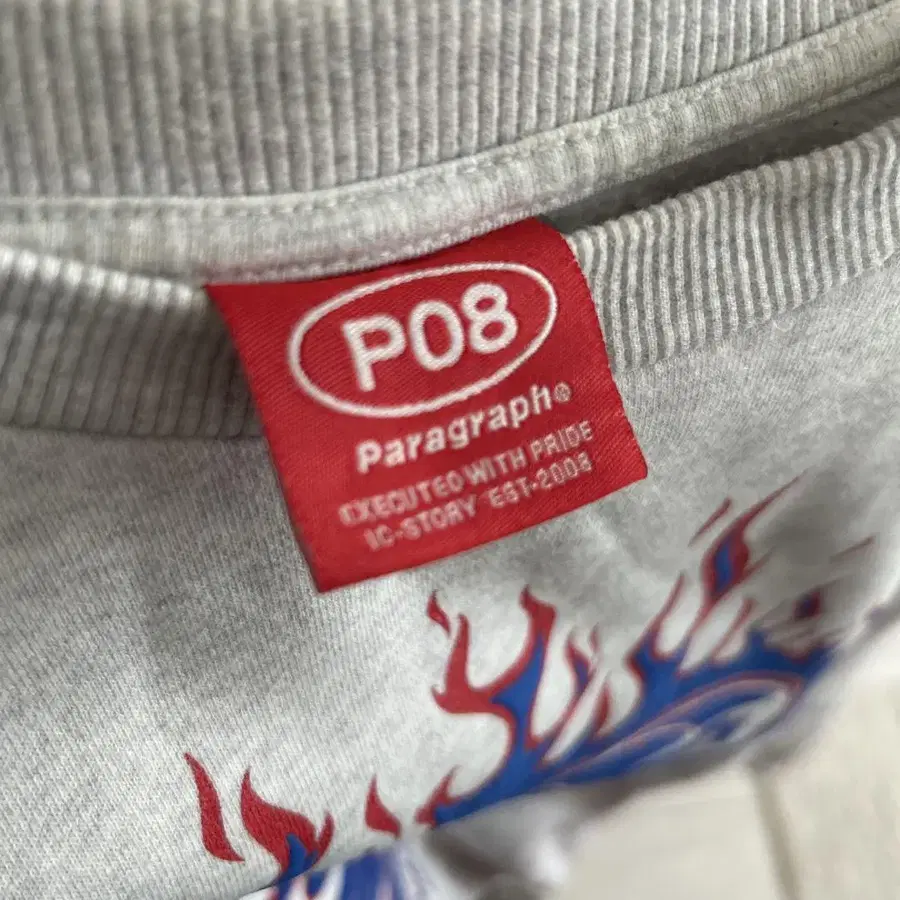 P08
Paragraph®
EXECUTED WITH PRIDE
IC-STORY EST-2008